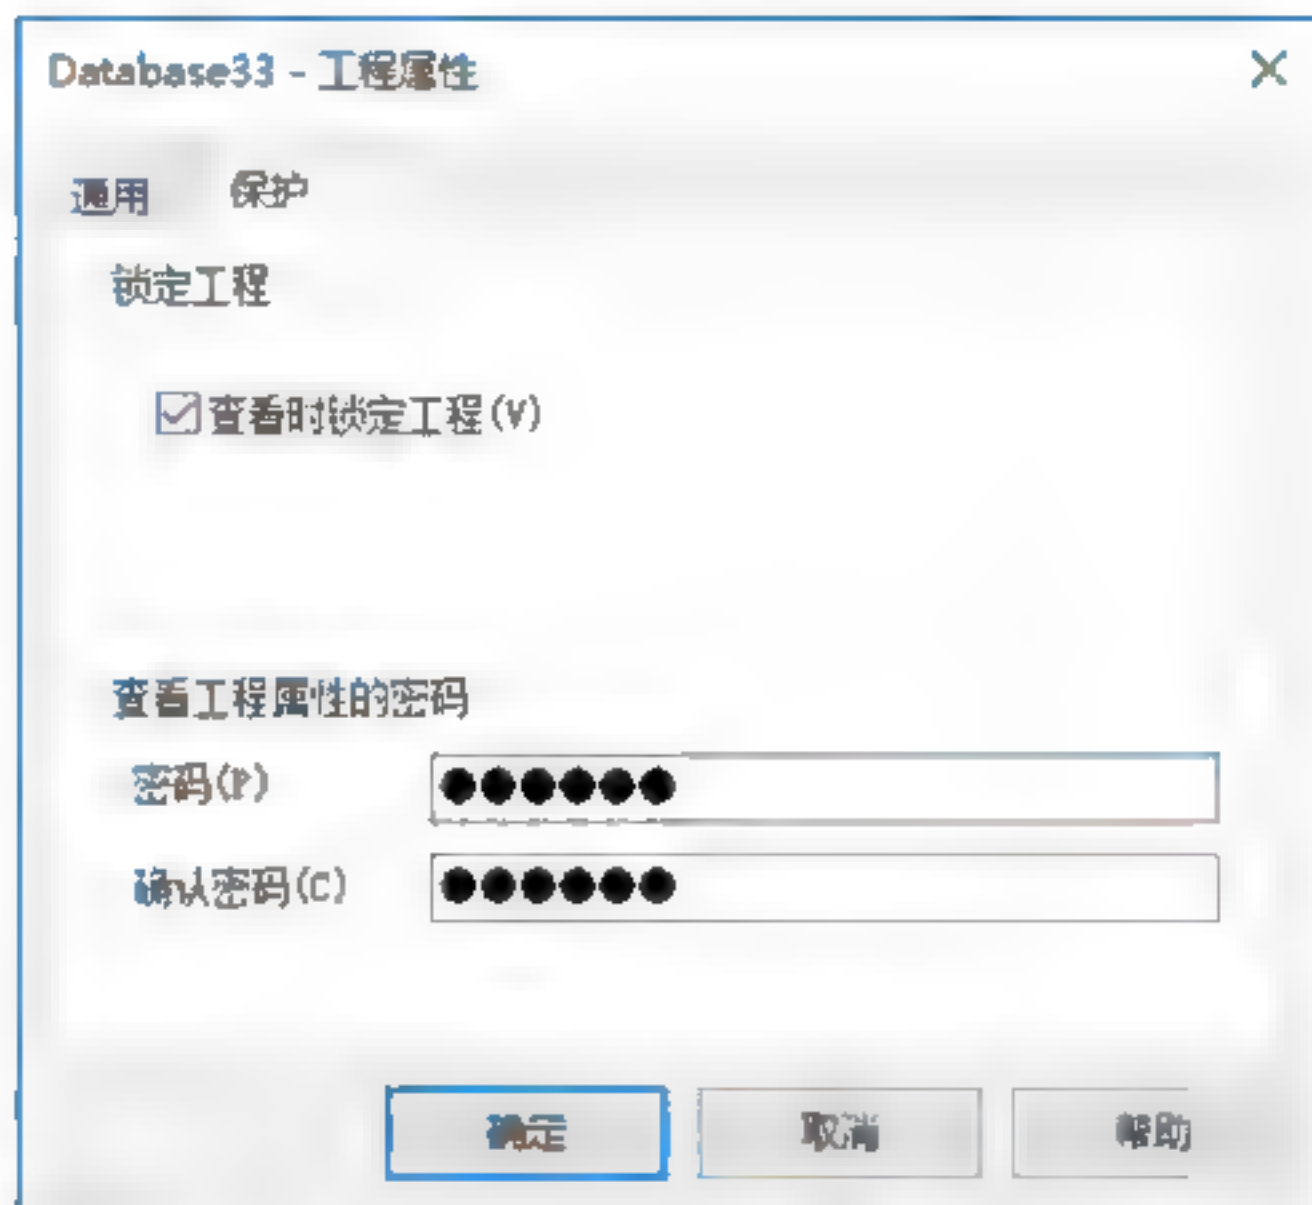 Database33 - 工程属性
通用 保护
锁定工程
查看时锁定工程(V)
查看工程属性的密码
密码(P) ●●●●●●
确认密码(C) ●●●●●●
确定 取消 帮助